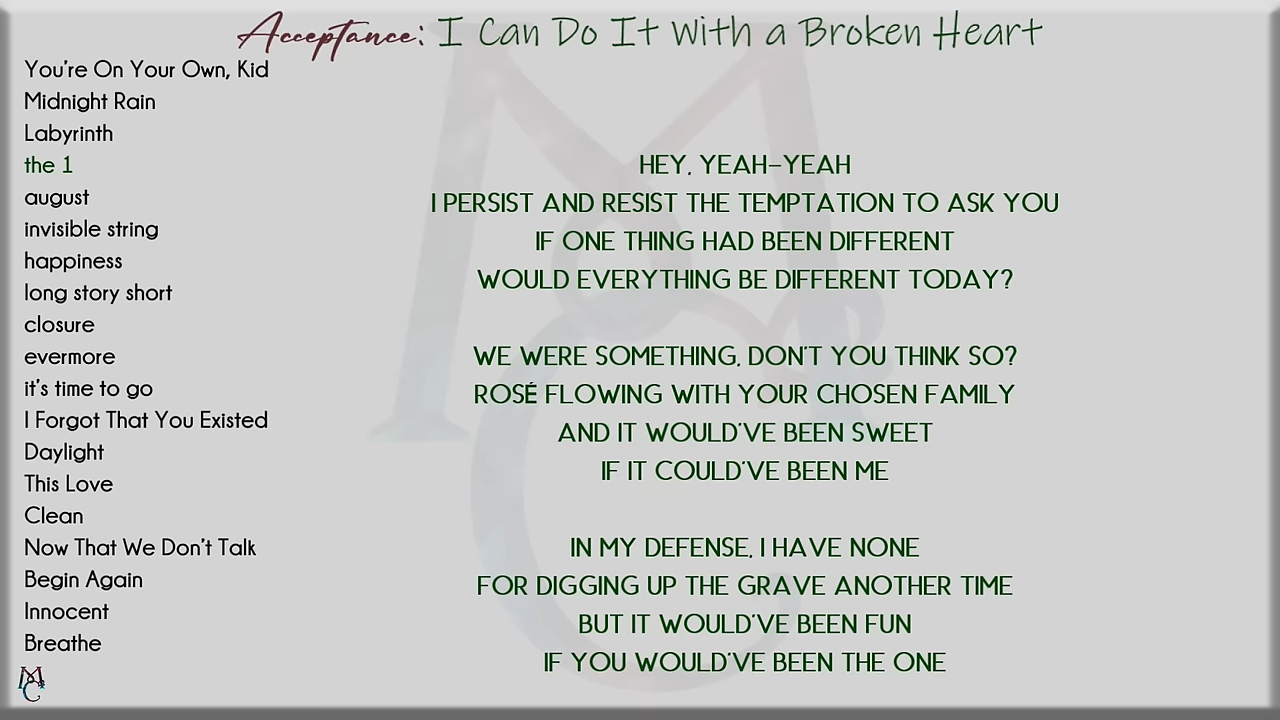 Acceptance: I Can Do It With a Broken Heart
You're On Your Own, Kid
Midnight Rain
Labyrinth
the 1
august
invisible string
happiness
long story short
closure
evermore
it's time to go
I Forgot That You Existed
Daylight
This Love
Clean
Now That We Don't Talk
Begin Again
Innocent
Breathe
HEY, YEAH-YEAH
I PERSIST AND RESIST THE TEMPTATION TO ASK YOU
IF ONE THING HAD BEEN DIFFERENT
WOULD EVERYTHING BE DIFFERENT TODAY?
WE WERE SOMETHING, DON'T YOU THINK SO?
ROSÉ FLOWING WITH YOUR CHOSEN FAMILY
AND IT WOULD'VE BEEN SWEET
IF IT COULD'VE BEEN ME
IN MY DEFENSE, I HAVE NONE
FOR DIGGING UP THE GRAVE ANOTHER TIME
BUT IT WOULD'VE BEEN FUN
IF YOU WOULD'VE BEEN THE ONE
MC